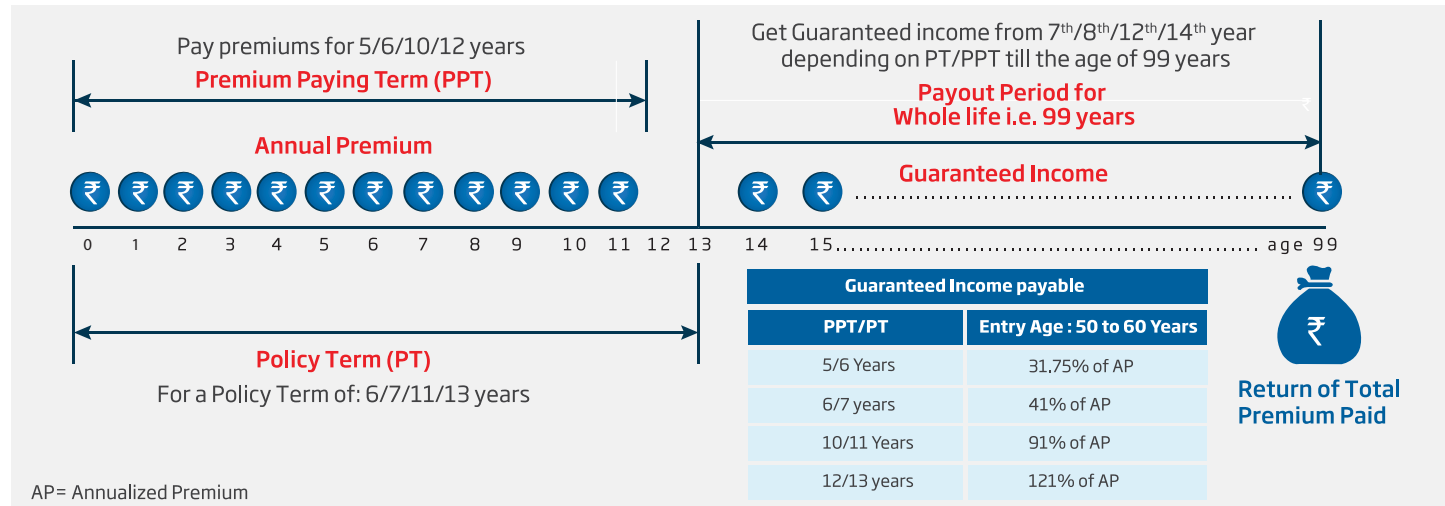 Pay premiums for 5/6/10/12 years
Premium Paying Term (PPT)
Annual Premium
₹ ₹ ₹ ₹ ₹ ₹ ₹ ₹ ₹ ₹ ₹ ₹
Get Guaranteed income from 7th/8th/12th/14th year
depending on PT/PPT till the age of 99 years
Payout Period for
Whole life i.e. 99 years
₹
Guaranteed Income
₹ ₹ ........................................ ₹
0 1 2 3 4 5 6 7 8 9 10 11 12 13 14 15........................................ age 99
Policy Term (PT)
For a Policy Term of: 6/7/11/13 years
Guaranteed Income payable
PPT/PT Entry Age : 50 to 60 Years
5/6 Years 31.75% of AP
6/7 years 41% of AP
10/11 Years 91% of AP
12/13 years 121% of AP
₹
Return of Total
Premium Paid
AP= Annualized Premium